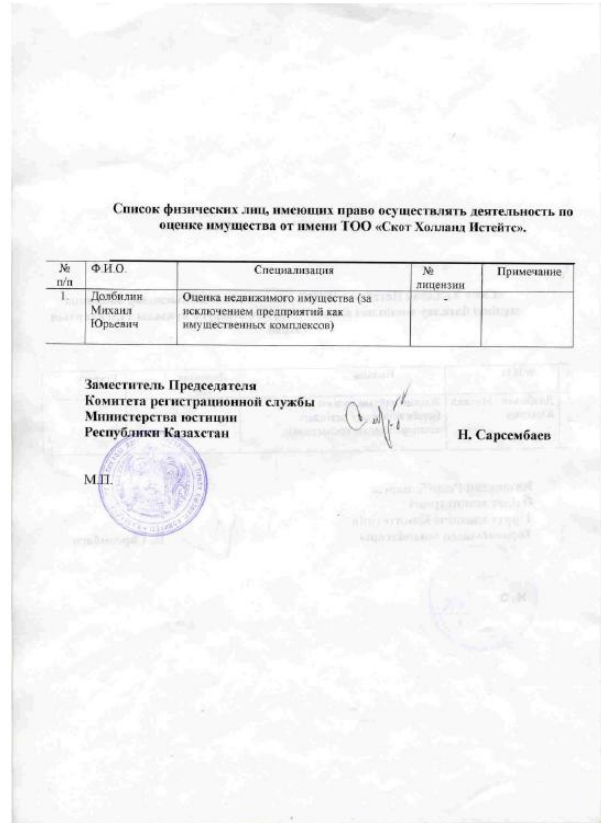 Список физических лиц, имеющих право осуществлять деятельность по
оценке имущества от имени ТОО «Скот Холланд Истейтс».
№ п/п Ф.И.О. Специализация № лицензии Примечание
1. Долбилин Михаил Юрьевич Оценка недвижимого имущества (за исключением предприятий как имущественных комплексов) -
Заместитель Председателя
Комитета регистрационной службы
Министерства юстиции
Республики Казахстан
Н. Сарсембаев
М.П.